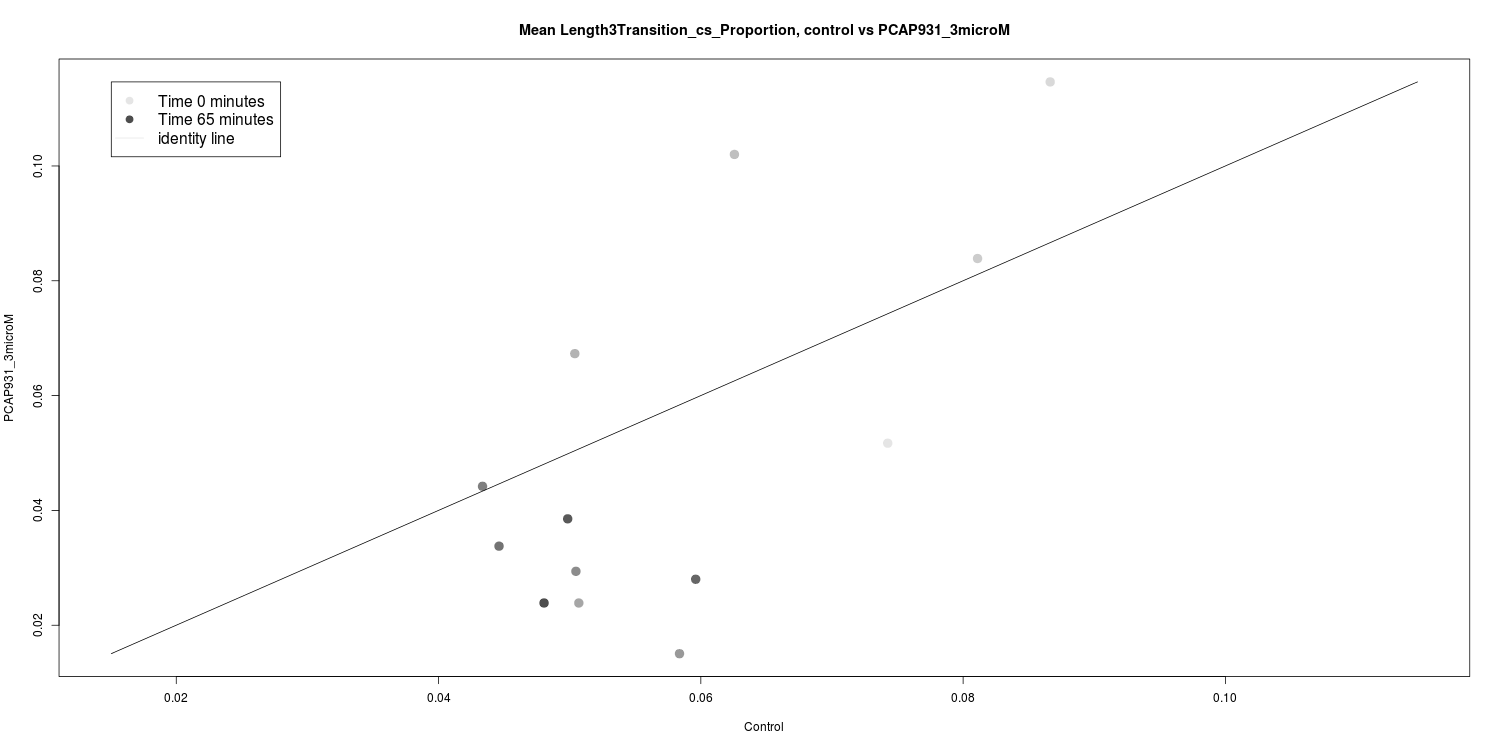 Mean Length3Transition_cs_Proportion, control vs PCAP931_3microM
Time 0 minutes
Time 65 minutes
identity line
PCAP931_3microM
0.10
0.08
0.06
0.04
0.02
0.02
0.04
0.06
0.08
0.10
Control